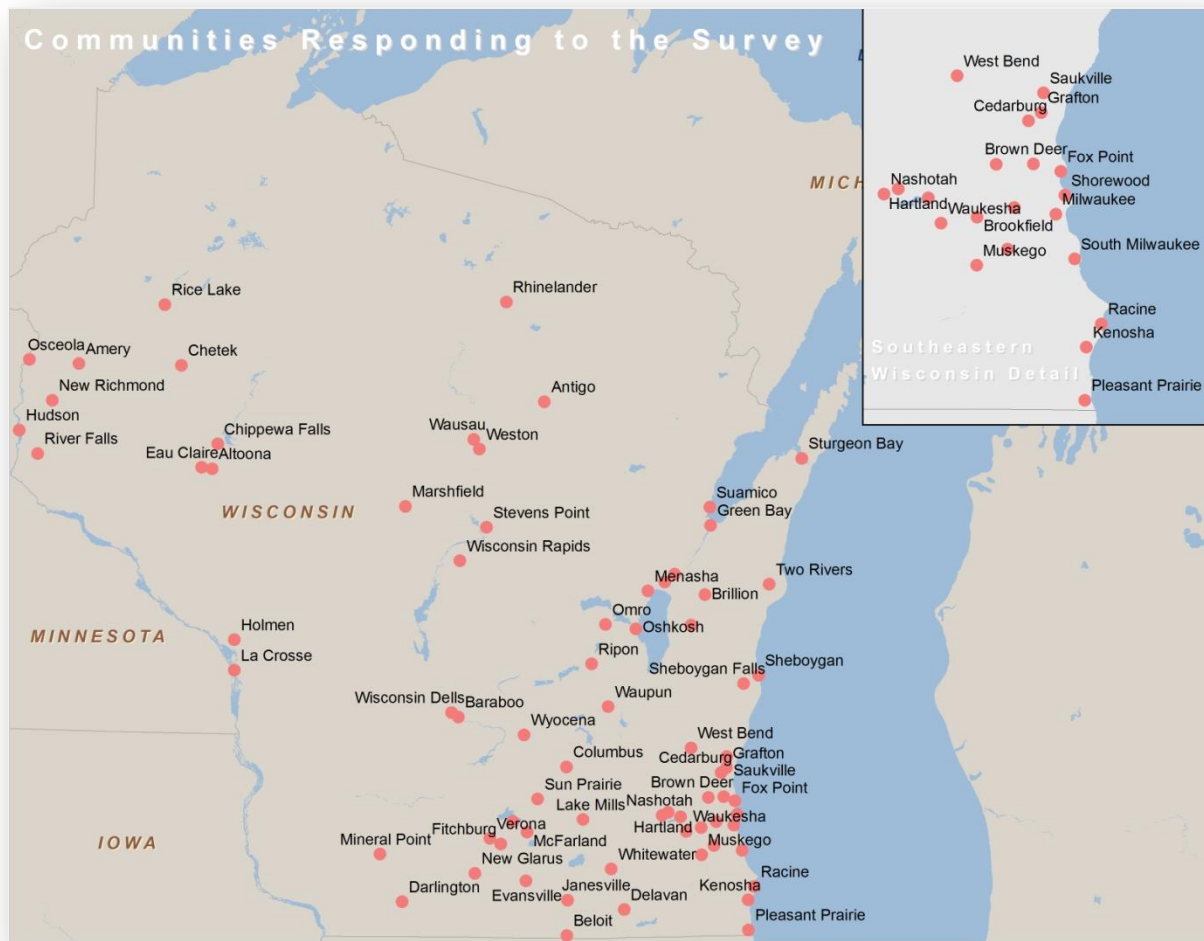 Communities Responding to the Survey
MICH
Rice Lake
Rhinelander
Osceola
Amery
Chetek
New Richmond
Antigo
Hudson
River Falls
Chippewa Falls
Eau Claire
Altoona
Wausau
Weston
Sturgeon Bay
Marshfield
WISCONSIN
Stevens Point
Suamico
Green Bay
Wisconsin Rapids
Menasha
Two Rivers
Brillion
Omro
Oshkosh
MINNESOTA
Holmen
La Crosse
Ripon
Sheboygan Falls
Sheboygan
Wisconsin Dells
Baraboo
Waupun
Wyocena
West Bend
Cedarburg
Grafton
Saukville
Columbus
Brown Deer
Fox Point
Sun Prairie
Lake Mills
Nashotah
Hartland
Waukesha
IOWA
Mineral Point
Fitchburg
Verona
McFarland
Muskego
New Glarus
Whitewater
Darlington
Evansville
Janesville
Delavan
Kenosha
Racine
Beloit
Pleasant Prairie
West Bend
Saukville
Grafton
Cedarburg
Brown Deer
Fox Point
Nashotah
Shorewood
Hartland
Waukesha
Milwaukee
Brookfield
Muskego
South Milwaukee
Racine
Kenosha
Southeastern
Wisconsin Detail
Pleasant Prairie